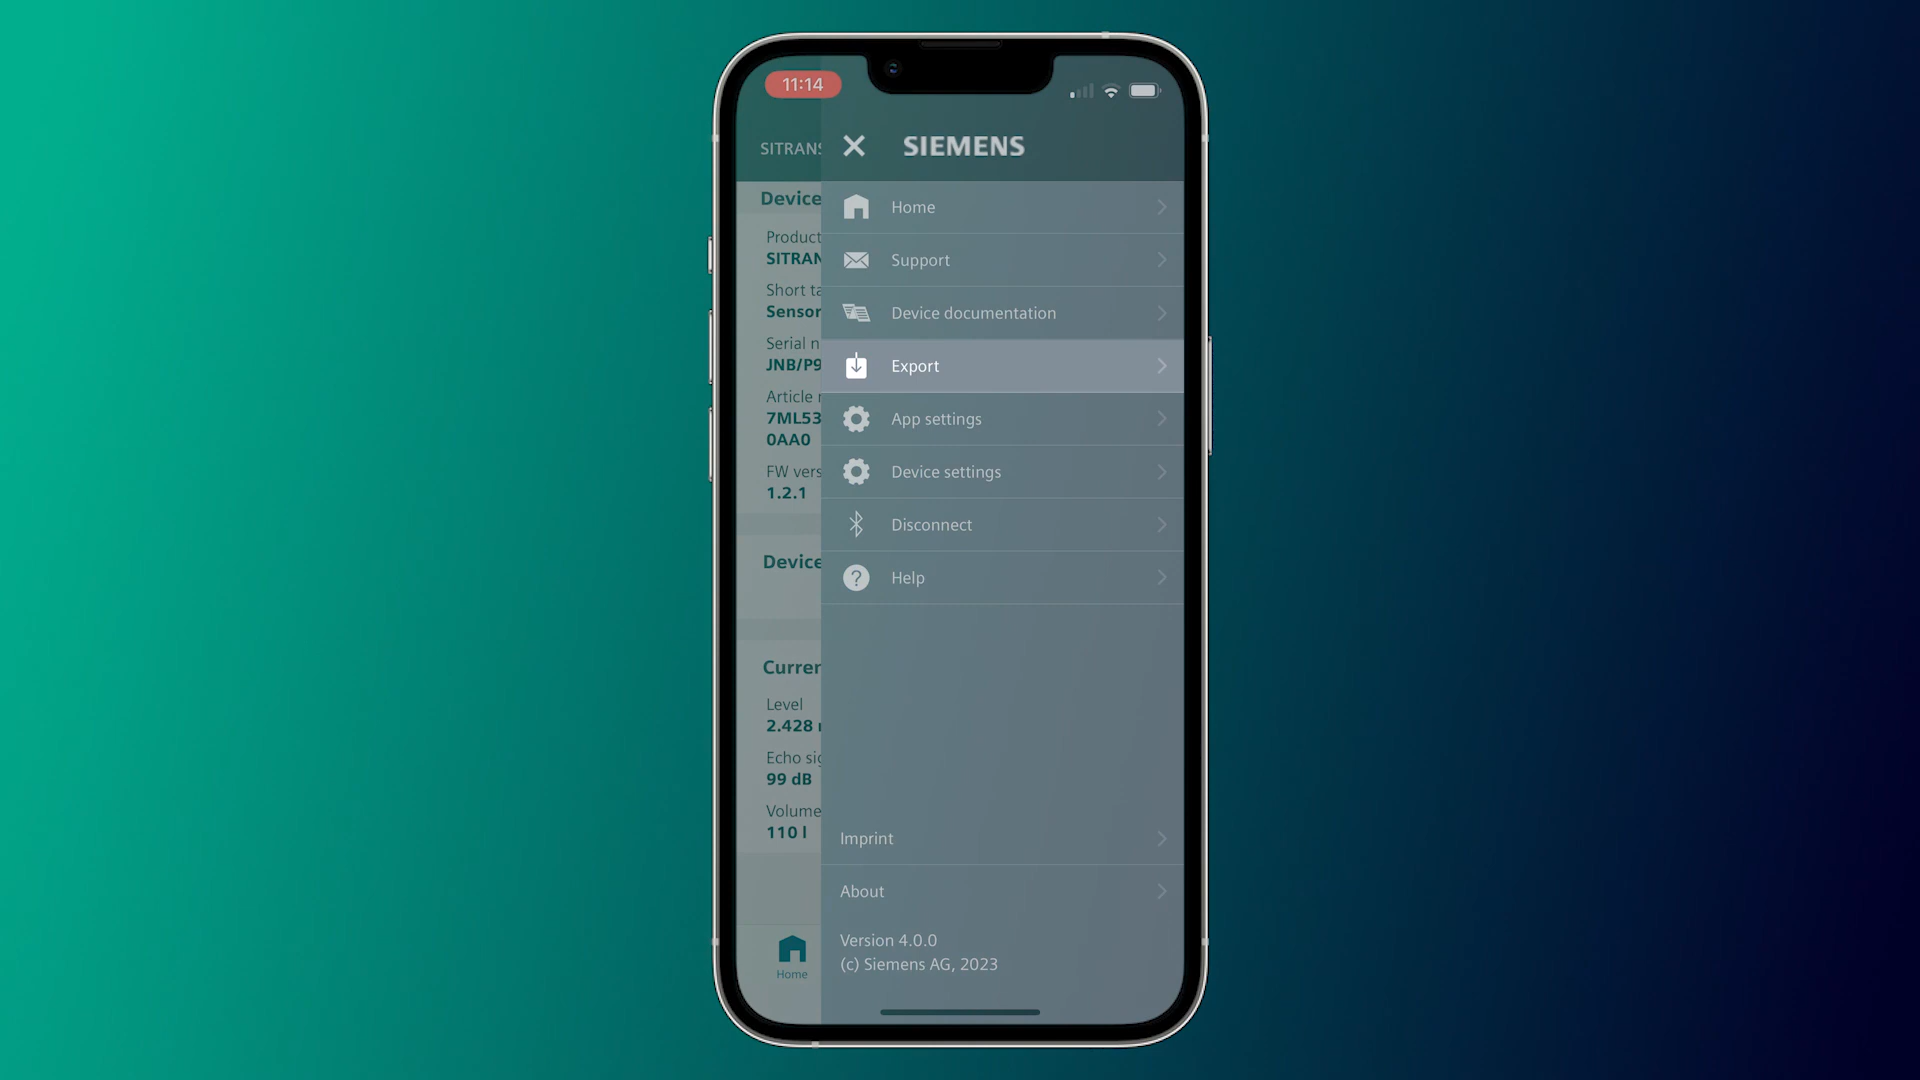 11:14
SITRANS
SIEMENS
Device
Product
SITRAN
Short ta
Sensor
Serial n
JNB/P9
Article
7ML53
0AA0
FW vers
1.2.1
Device
Curren
Level
2.428
Echo sig
99 dB
Volume
110 l
Home
Home
Support
Device documentation
Export
App settings
Device settings
Disconnect
Help
Imprint
About
Version 4.0.0
(c) Siemens AG, 2023